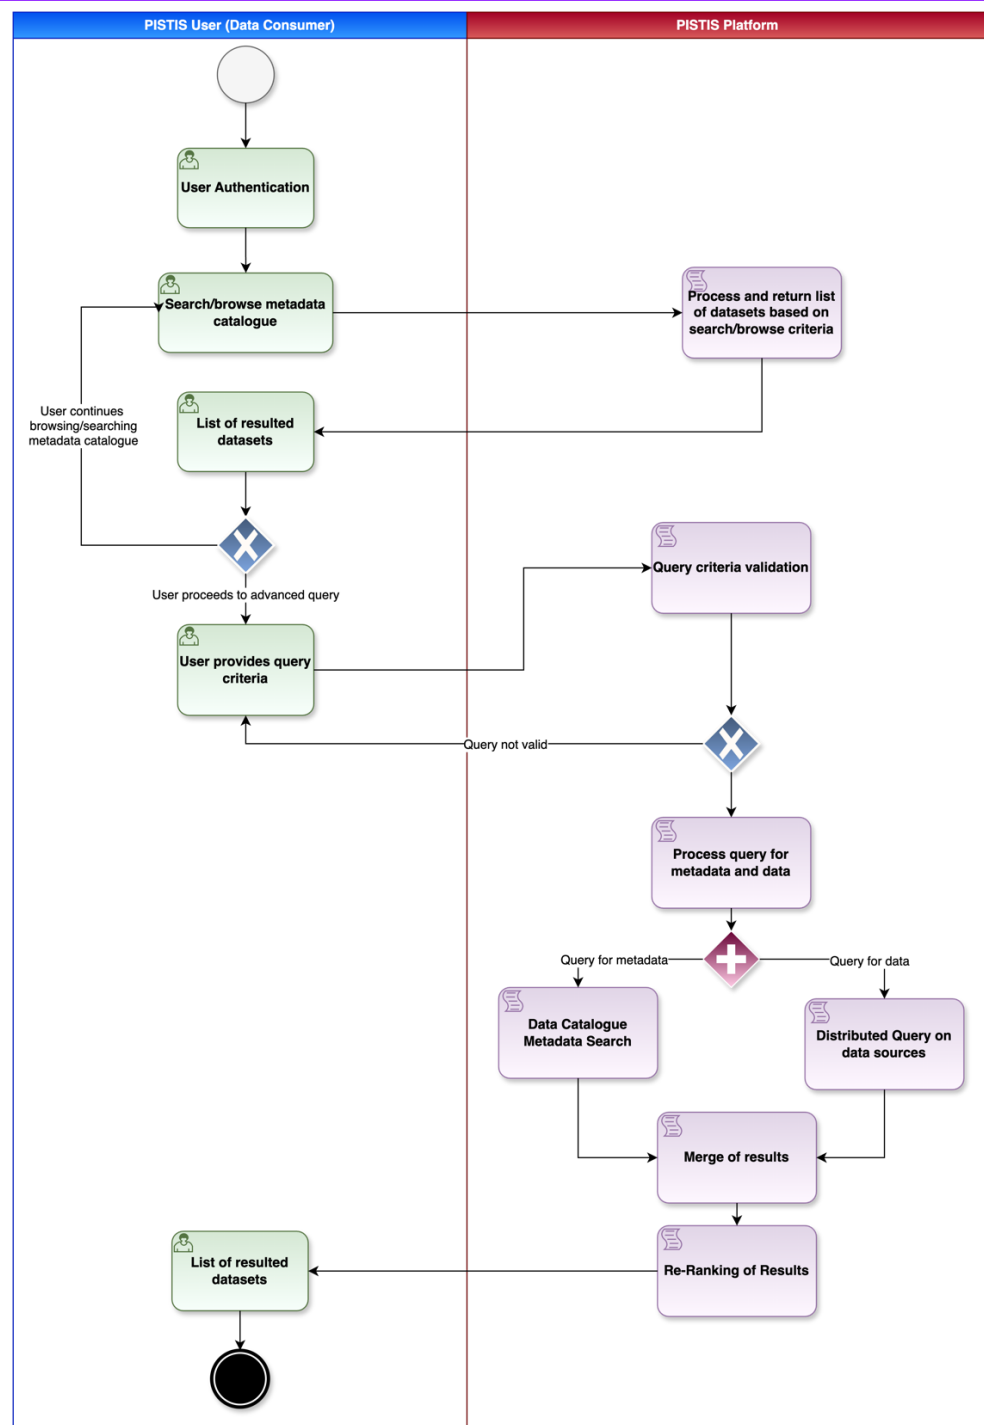 PISTIS User (Data Consumer)
PISTIS Platform
User Authentication
Search/browse metadata
catalogue
Process and return list
of datasets based on
search/browse criteria
User continues
browsing/searching
metadata catalogue
List of resulted
datasets
User proceeds to advanced query
Query criteria validation
User provides query
criteria
Query not valid
Process query for
metadata and data
Query for metadata
Query for data
Data Catalogue
Metadata Search
Distributed Query on
data sources
Merge of results
List of resulted
datasets
Re-Ranking of Results